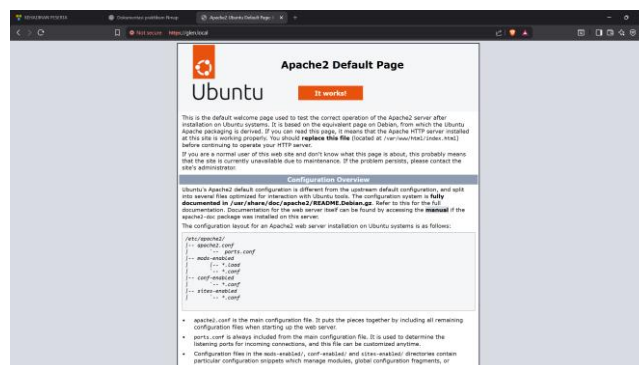 Apache2 Default Page
Not secure
Apache2 Default Page
Ubuntu
It works!
This is the default welcome page used to test the correct operation of the Apache2 server after
installation on Ubuntu systems. It is based on the equivalent page on Debian, from which the Ubuntu
Apache packaging is derived. If you can read this page, it means that the Apache HTTP server installed
at this site is working properly. You should replace this file (located at /var/www/html/index.html)
before continuing to operate your HTTP server.
If you are a normal user of this web site and don't know what this page is about, this probably means
that the site is currently unavailable due to maintenance. If the problem persists, please contact the
site's administrator.
Configuration Overview
Ubuntu's Apache2 default configuration is different from the upstream default configuration, and split
into several files optimized for interaction with Ubuntu tools. The configuration system is fully
documented in /usr/share/doc/apache2/README.Debian.gz. Refer to this for the full
documentation. Documentation for the web server itself can be found by accessing the manual if the
apache2-doc package was installed on this server.
The configuration layout for an Apache2 web server installation on Ubuntu systems is as follows:
/etc/apache2/
|-- apache2.conf
| `-- ports.conf
|-- mods-enabled
| |-- *.load
| `-- *.conf
|-- conf-enabled
| `-- *.conf
|-- sites-enabled
| `-- *.conf
• apache2.conf is the main configuration file. It puts the pieces together by including all remaining
configuration files when starting up the web server.
• ports.conf is always included from the main configuration file. It is used to determine the
listening ports for incoming connections, and this file can be customized anytime.
• Configuration files in the mods-enabled/, conf-enabled/ and sites-enabled/ directories contain
particular configuration snippets which manage modules, global configuration fragments, or